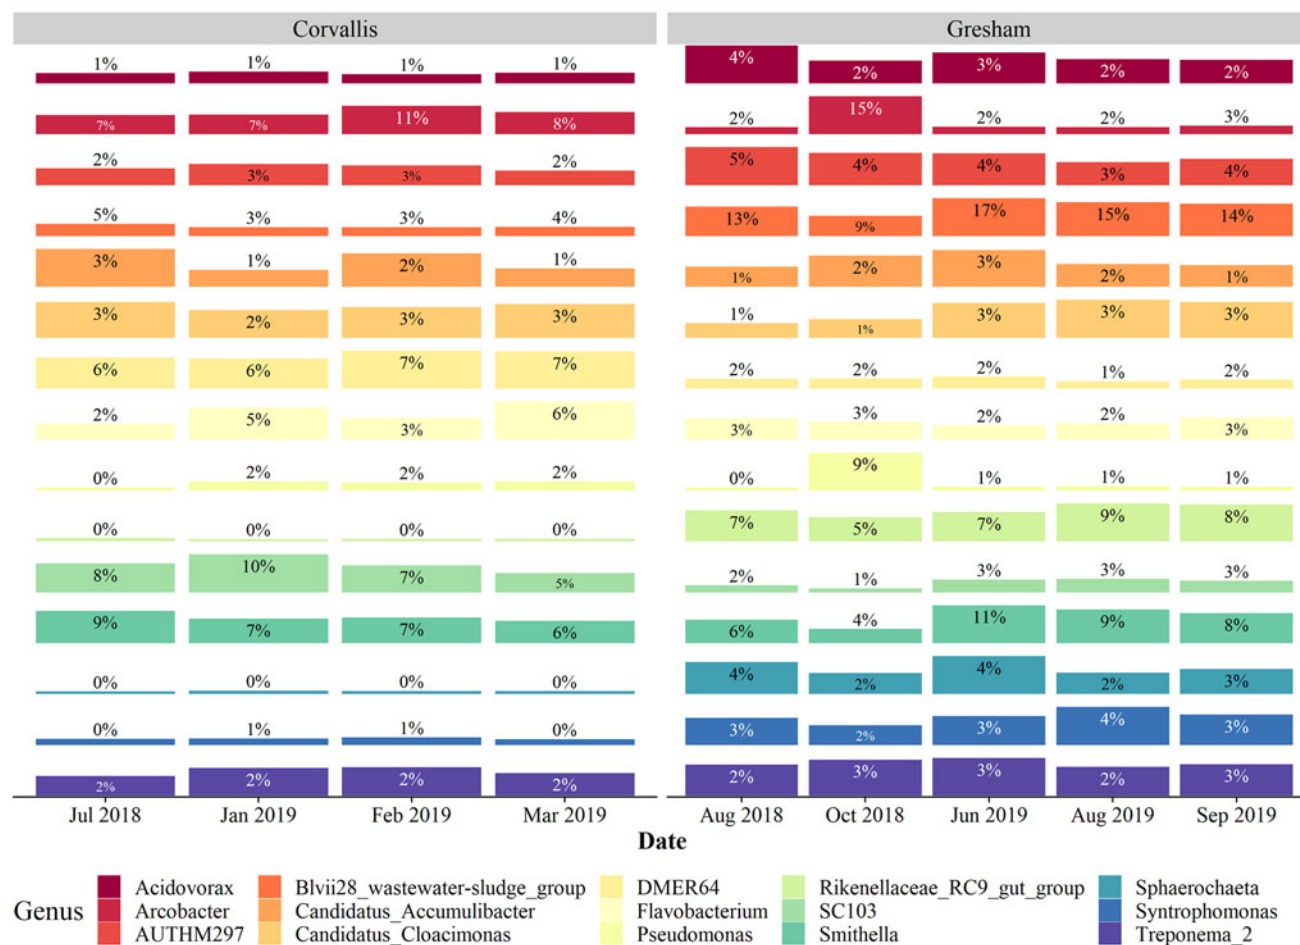 Corvallis Gresham
1% 1% 1% 1% 4% 2% 3% 2% 2%
7% 7% 11% 8% 2% 15% 2% 2% 3%
2% 3% 3% 2% 5% 4% 4% 3% 4%
5% 3% 3% 4% 13% 9% 17% 15% 14%
3% 1% 2% 1% 1% 2% 3% 2% 1%
3% 2% 3% 3% 1% 1% 3% 3% 3%
6% 6% 7% 7% 2% 2% 2% 1% 2%
2% 5% 3% 6% 3% 3% 2% 2% 3%
0% 2% 2% 2% 0% 9% 1% 1% 1%
0% 0% 0% 0% 7% 5% 7% 9% 8%
8% 10% 7% 5% 2% 1% 3% 3% 3%
9% 7% 7% 6% 6% 4% 11% 9% 8%
0% 0% 0% 0% 4% 2% 4% 2% 3%
0% 1% 1% 0% 3% 2% 3% 4% 3%
2% 2% 2% 2% 2% 3% 3% 2% 3%
Jul 2018 Jan 2019 Feb 2019 Mar 2019 Aug 2018 Oct 2018 Jun 2019 Aug 2019 Sep 2019
Date
Acidovorax Blvii28_wastewater-sludge_group DMER64 Rikenellaceae_RC9_gut_group Sphaerochaeta
Genus Arcobacter Candidatus_Accumulibacter Flavobacterium SC103 Syntrophomonas
AUTHM297 Candidatus_Cloacimonas Pseudomonas Smithella Treponema_2